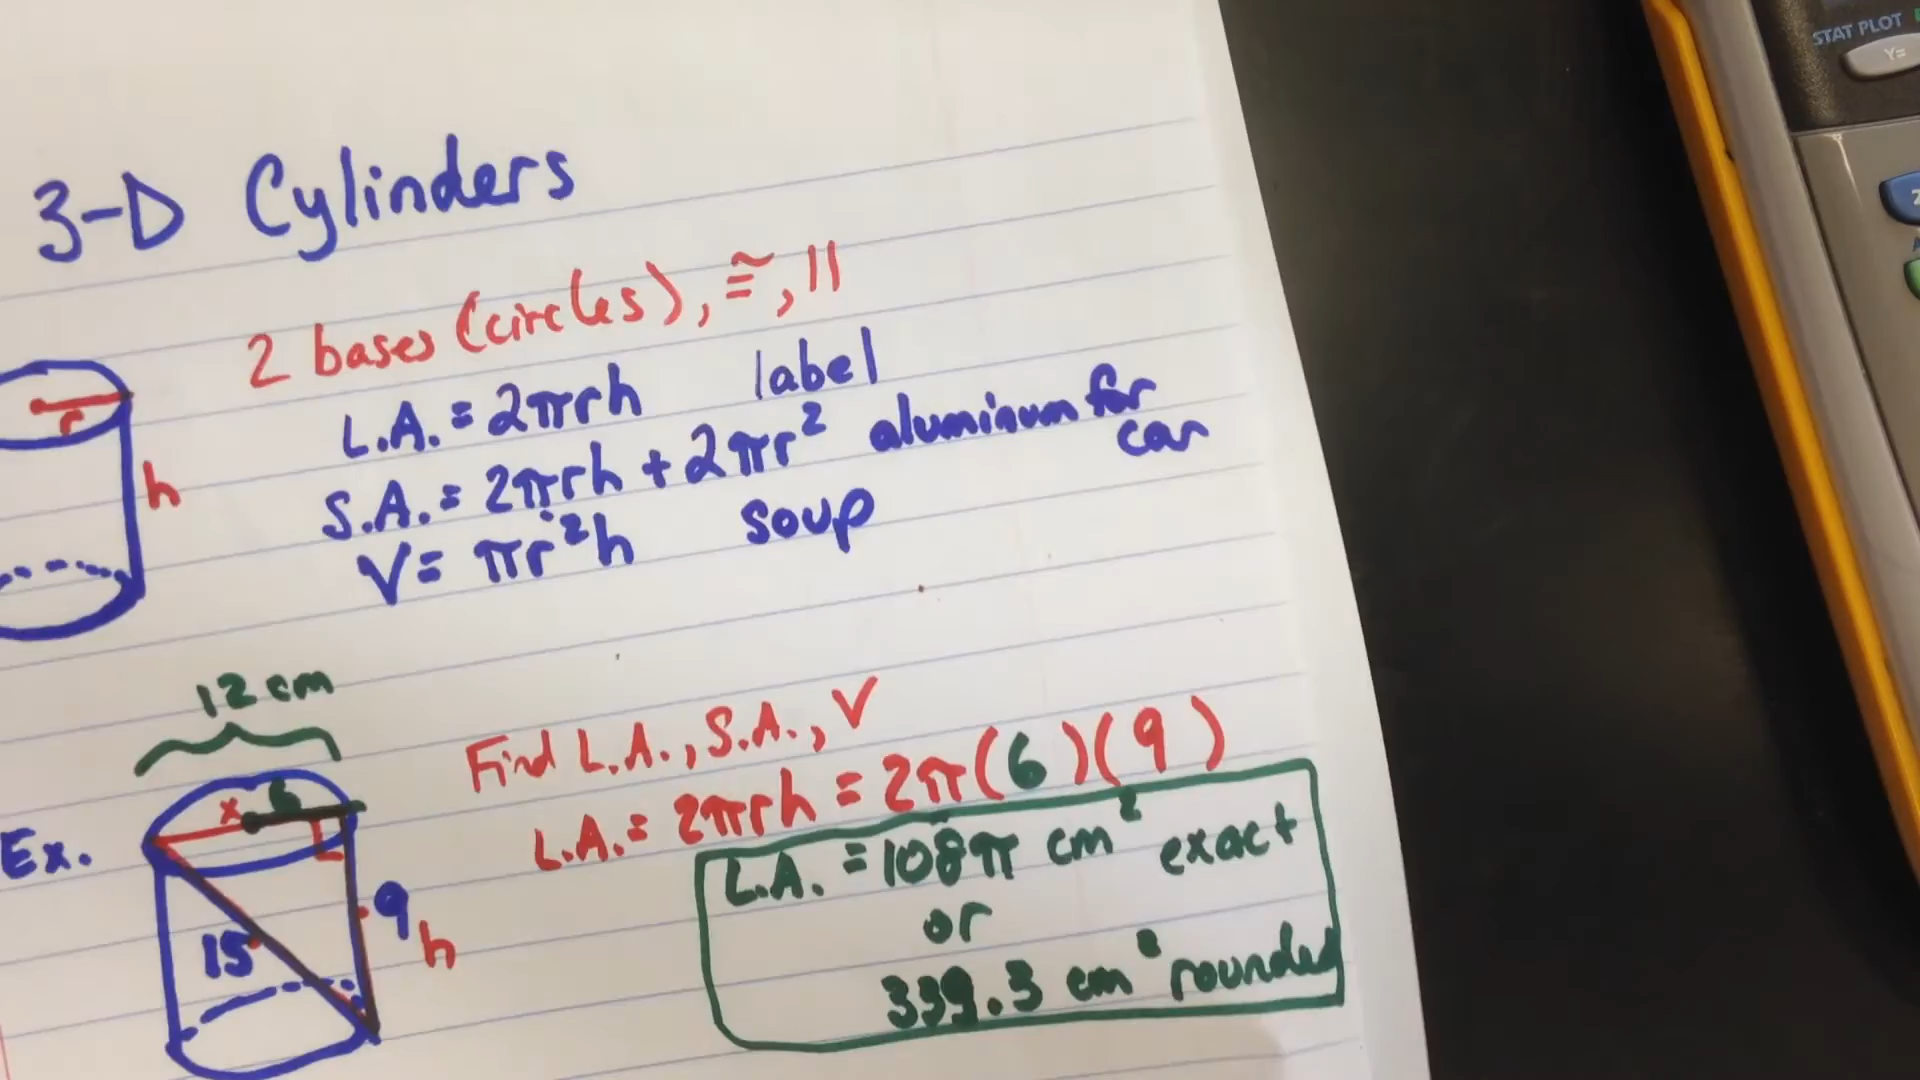 3-D Cylinders
2 bases (circles), ≅, ||
r
h
L.A. = 2πrh label
S.A. = 2πrh + 2πr² aluminum for can
V = πr²h soup
12 cm
Find L.A., S.A., V
x 6
Ex.
L.A. = 2πrh = 2π(6)(9)
L.A. = 108π cm² exact
or
339.3 cm² rounded
15
9
h
STAT PLOT
Y=